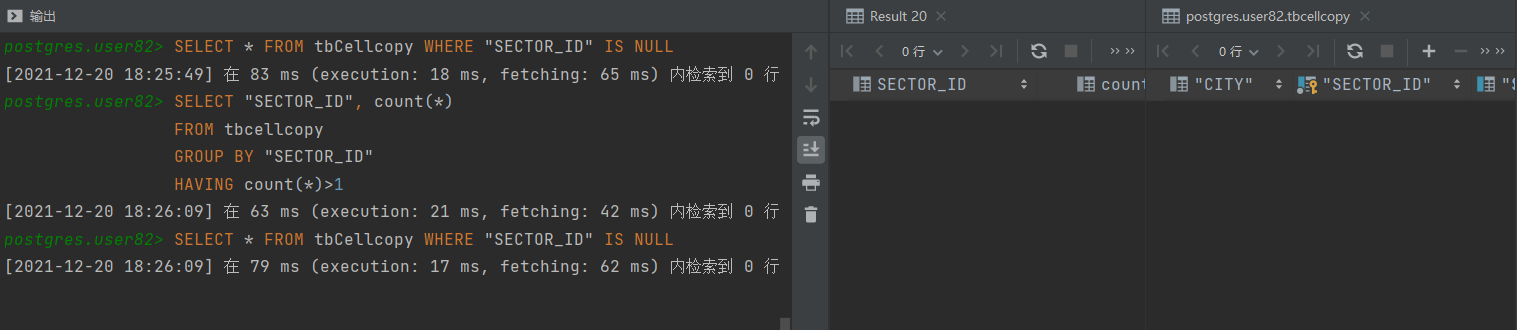 输出
postgres.user82> SELECT * FROM tbCellcopy WHERE "SECTOR_ID" IS NULL
[2021-12-20 18:25:49] 在 83 ms (execution: 18 ms, fetching: 65 ms) 内检索到 0 行
postgres.user82> SELECT "SECTOR_ID", count(*)
FROM tbcellcopy
GROUP BY "SECTOR_ID"
HAVING count(*)>1
[2021-12-20 18:26:09] 在 63 ms (execution: 21 ms, fetching: 42 ms) 内检索到 0 行
postgres.user82> SELECT * FROM tbCellcopy WHERE "SECTOR_ID" IS NULL
[2021-12-20 18:26:09] 在 79 ms (execution: 17 ms, fetching: 62 ms) 内检索到 0 行
Result 20
0 行
SECTOR_ID count
postgres.user82.tbcellcopy
0 行
"CITY" "SECTOR_ID"